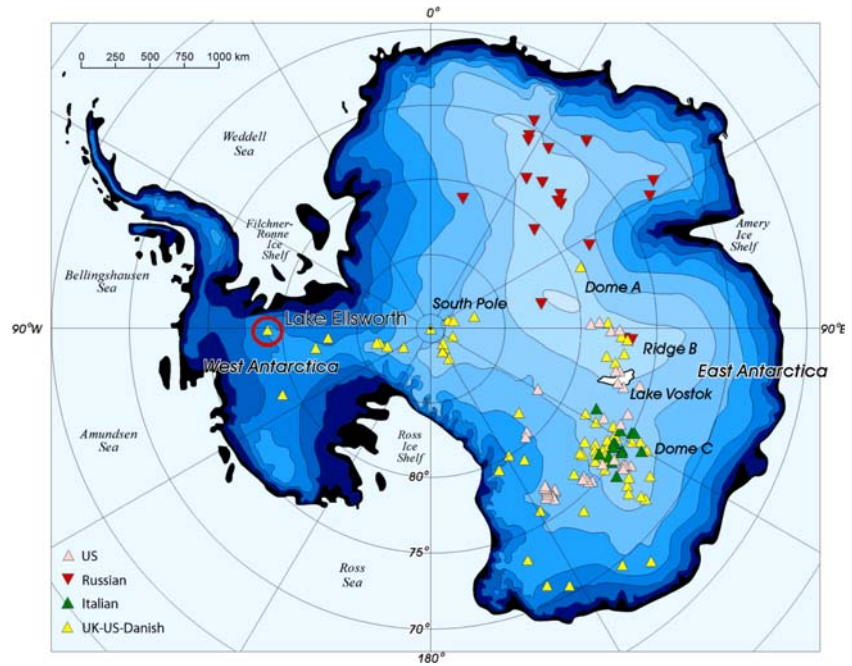 0°
0 250 500 750 1000 km
Weddell
Sea
Filchner-
Ronne
Ice
Shelf
Amery
Ice
Shelf
Bellingshausen
Sea
Dome A
South Pole
Lake Ellsworth
90°W
90°E
Ridge B
West Antarctica
East Antarctica
Lake Vostok
Amundsen
Sea
Ross
Ice
Shelf
Dome C
80°
75°
70°
Ross
Sea
US
Russian
Italian
UK-US-Danish
180°